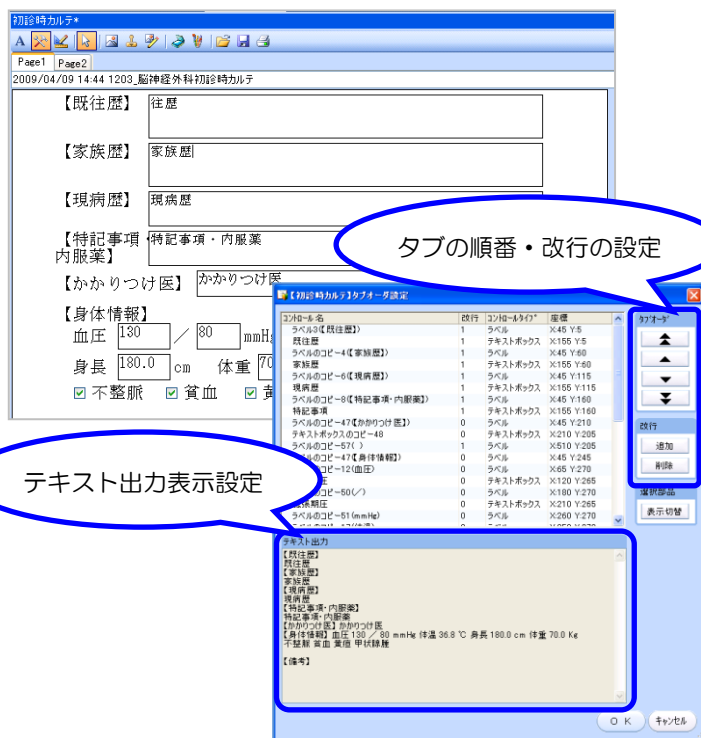 初診時カルテ*
A
Page1 Page2
2009/04/09 14:44 1203_脳神経外科初診時カルテ
【既往歴】 往歴
【家族歴】 家族歴
【現病歴】 現病歴
【特記事項・内服薬】 特記事項・内服薬
【かかりつけ医】 かかりつけ医
【身体情報】
血圧 130 ／ 80 mmHg
身長 180.0 cm 体重 70
不整脈 貧血
タブの順番・改行の設定
テキスト出力表示設定
【初診時カルテ】タブオーダ設定
コントロール名 改行 コントロールタイプ 座標
ラベル3(【既往歴】) 1 ラベル X:45 Y:5
既往歴 1 テキストボックス X:155 Y:5
ラベルのコピー4(【家族歴】) 1 ラベル X:45 Y:60
家族歴 1 テキストボックス X:155 Y:60
ラベルのコピー6(【現病歴】) 1 ラベル X:45 Y:115
現病歴 1 テキストボックス X:155 Y:115
ラベルのコピー8(【特記事項・内服薬】) 1 ラベル X:45 Y:160
特記事項 1 テキストボックス X:155 Y:160
ラベルのコピー47(【かかりつけ医】) 0 ラベル X:45 Y:210
テキストボックスのコピー48 0 テキストボックス X:210 Y:205
ラベルのコピー57( ) 1 ラベル X:510 Y:205
のコピー47(【身体情報】) 0 ラベル X:45 Y:245
コピー12(血圧) 0 ラベル X:65 Y:270
圧 0 テキストボックス X:120 Y:265
コピー50(／) 0 ラベル X:180 Y:270
拡張期圧 0 テキストボックス X:210 Y:265
ラベルのコピー51(mmHg) 0 ラベル X:260 Y:270
タブオーダ
改行
追加
削除
選択部品
表示切替
テキスト出力
【既往歴】
既往歴
【家族歴】
家族歴
【現病歴】
現病歴
【特記事項・内服薬】
特記事項・内服薬
【かかりつけ医】かかりつけ医
【身体情報】 血圧 130 ／ 80 mmHg 体温 36.8 ℃ 身長 180.0 cm 体重 70.0 Kg
不整脈 貧血 黄疸 甲状腺腫
【備考】
ＯＫ キャンセル